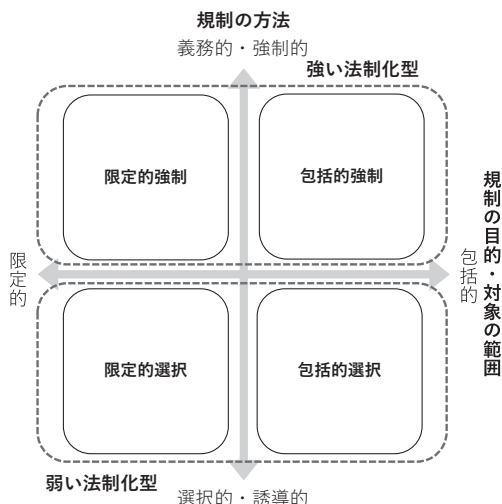 規制の方法
義務的・強制的
強い法制化型
限定的強制
包括的強制
限定的
包括的
規制の目的・対象の範囲
限定的選択
包括的選択
弱い法制化型
選択的・誘導的